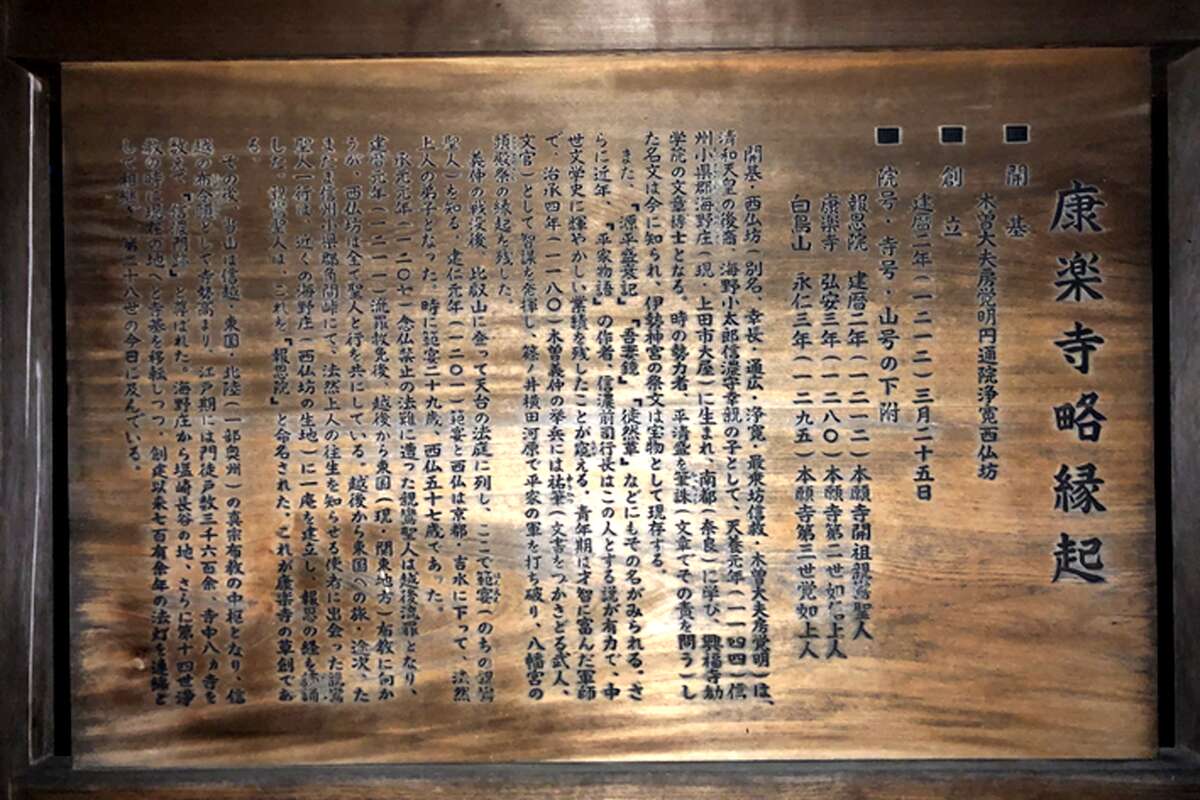 康楽寺略縁起
■開基
木曽大夫房覚明円通院浄寛西仏坊
■創立
建暦二年(一二一二)三月二十五日
■院号・寺号・山号の下附
報恩院 建暦二年(一二一二)本願寺開祖親鸞聖人
康楽寺 弘安三年(一二八〇)本願寺第二世如信上人
白鳥山 永仁三年(一二九五)本願寺第三世覚如上人
開基・西仏坊(別名、幸長・通広・浄寛・最乗坊信救・木曽大夫房覚明)は、
清和天皇の後裔、海野小太郎信濃守幸親の子として、天養元年(一一四四)信
州小県郡海野庄(現・上田市大屋)に生まれ、南都(奈良)に学び、興福寺勧
学院の文章博士となる。時の勢力者、平清盛を筆誅(文章でその責を問う)し
た名文は今に知られ、伊勢神宮の祭文は宝物として現存する。
また、『源平盛衰記』『吾妻鏡』『徒然草』などにもその名がみられる。さ
らに近年、『平家物語』の作者、信濃前司行長はこの人とする説が有力で、中
世文学史に輝やかしい業績を残したことが窺える。青年期は才智に富んだ軍師
で、治承四年(一一八〇)木曽義仲の挙兵には祐筆(文書をつかさどる武人、
文官)として智謀を発揮し、篠ノ井横田河原で平家の軍を打ち破り、八幡宮の
頭殿祭の縁起を残した。
義仲の戦没後、比叡山に登って天台の法庭に列し、ここで範宴(のちの親鸞
聖人)を知る。建仁元年(一二〇一)範宴と西仏は京都・吉水に下って、法然
上人の弟子となった。時に範宴二十九歳、西仏五十七歳であった。
承元元年(一二〇七)念仏禁止の法難に遭った親鸞聖人は越後流罪となり、
建暦元年(一二一一)流罪赦免後、越後から東国(現・関東地方)布教に向か
うが、西仏坊は全て聖人と行を共にしている。越後から東国への旅・途次、た
またま信州小県郡角間峠にて、法然上人の往生を知らせる使者に出会った親鸞
聖人一行は、近くの海野庄(西仏坊の生地)に一庵を建立し、報恩の経を読誦
した。親鸞聖人は、これを『報恩院』と命名された。これが康楽寺の草創であ
る。
その後、当山は信越・東国・北陸(一部奥州)の真宗布教の中枢となり、信
越の布令頭として寺勢高まり、江戸期には門徒戸数三千六百余、寺中八ヵ寺を
数えて、『信濃門跡』と呼ばれた。海野庄から塩崎長谷の地、さらに第十四世浄
教の時に現在の地へと寺基を移転しつつ、創建以来七百有余年の法灯を連綿と
して相継、第二十八世の今日に及んでいる。